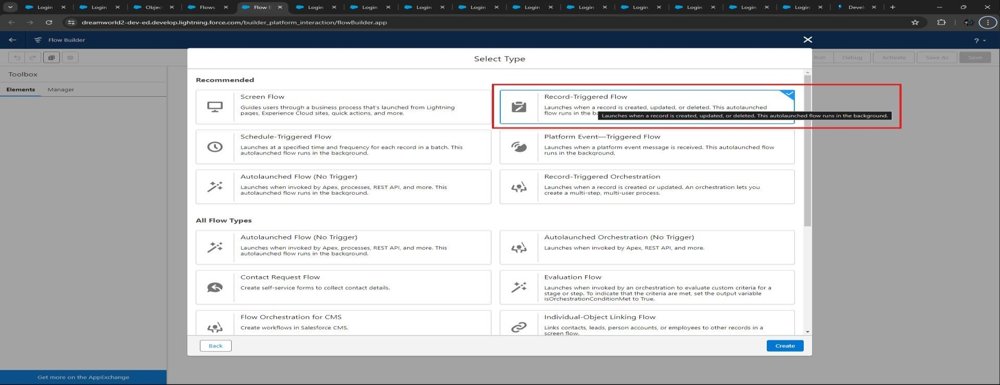 Login
Login
Object
Flows
Flow B
Login
Login
Login
Login
Login
Login
Login
Login
Login
Login
Devel
dreamworld2-dev-ed.develop.lightning.force.com/builder_platform_interaction/flowBuilder.app
Flow Builder
?
Run
Debug
Activate
Save As
Save
Toolbox
Elements
Manager
Select Type
Recommended
Screen Flow
Guides users through a business process that's launched from Lightning
pages, Experience Cloud sites, quick actions, and more.
Record-Triggered Flow
Launches when a record is created, updated, or deleted. This autolaunched
flow runs in the ba
Launches when a record is created, updated, or deleted. This autolaunched flow runs in the background.
Schedule-Triggered Flow
Launches at a specified time and frequency for each record in a batch. This
autolaunched flow runs in the background.
Platform Event—Triggered Flow
Launches when a platform event message is received. This autolaunched flow
runs in the background.
Autolaunched Flow (No Trigger)
Launches when invoked by Apex, processes, REST API, and more. This
autolaunched flow runs in the background.
Record-Triggered Orchestration
Launches when a record is created or updated. An orchestration lets you
create a multi-step, multi-user process.
All Flow Types
Autolaunched Flow (No Trigger)
Launches when invoked by Apex, processes, REST API, and more. This
autolaunched flow runs in the background.
Autolaunched Orchestration (No Trigger)
Launches when invoked by Apex, REST API, and more.
Contact Request Flow
Create self-service forms to collect contact details.
Evaluation Flow
Launches when invoked by an orchestration to evaluate custom criteria for a
stage or step. To indicate that the criteria are met, set the output variable
isOrchestrationConditionMet to True.
Flow Orchestration for CMS
Create workflows in Salesforce CMS.
Individual-Object Linking Flow
Links contacts, leads, person accounts, or employees to other records in a
screen flow.
Back
Create
Get more on the AppExchange